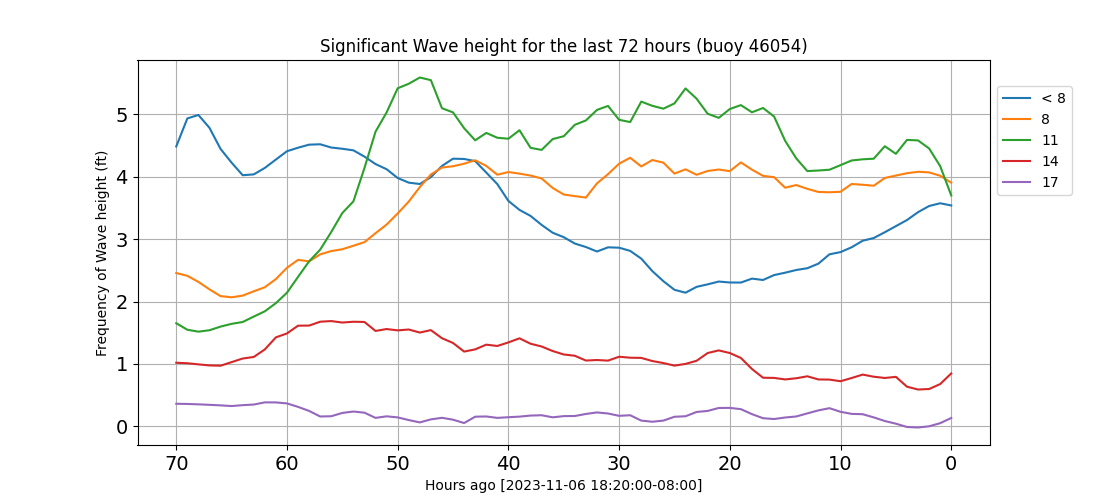 Significant Wave height for the last 72 hours (buoy 46054)
Frequency of Wave height (ft)
5
4
3
2
1
0
70 60 50 40 30 20 10 0
Hours ago [2023-11-06 18:20:00-08:00]
< 8
8
11
14
17